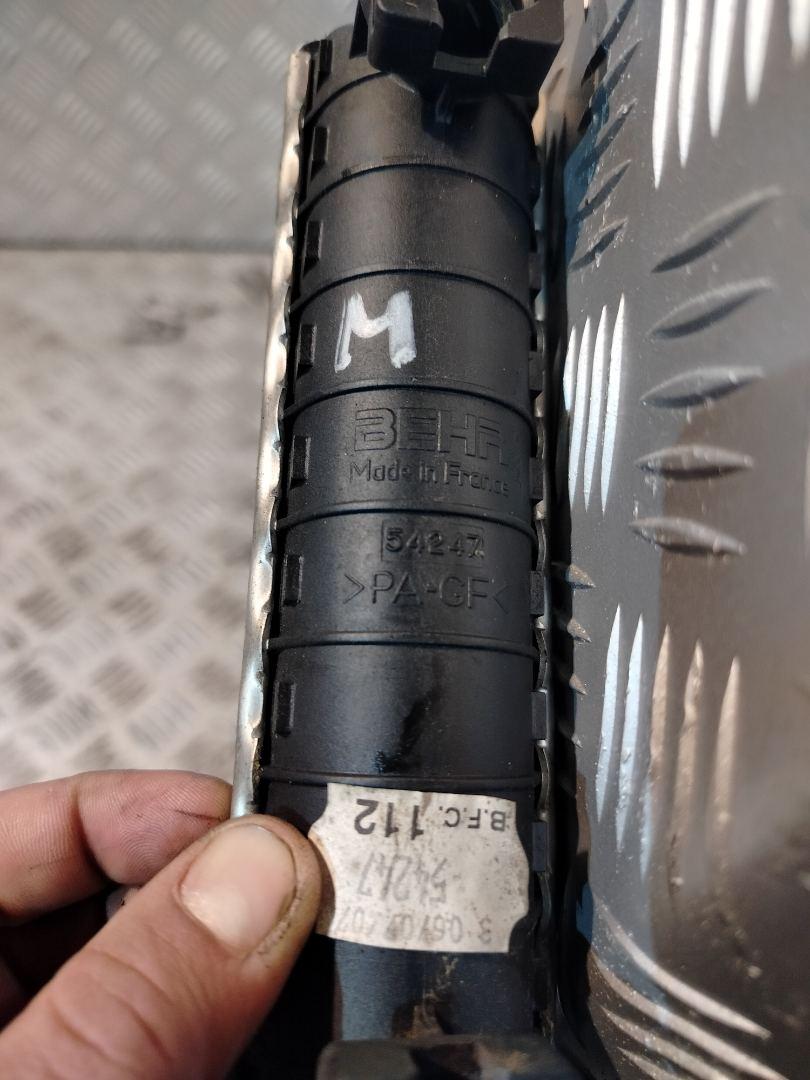 M
BEHR
Made in France
54247
>PA-GF<
B.F.C. 112
54247